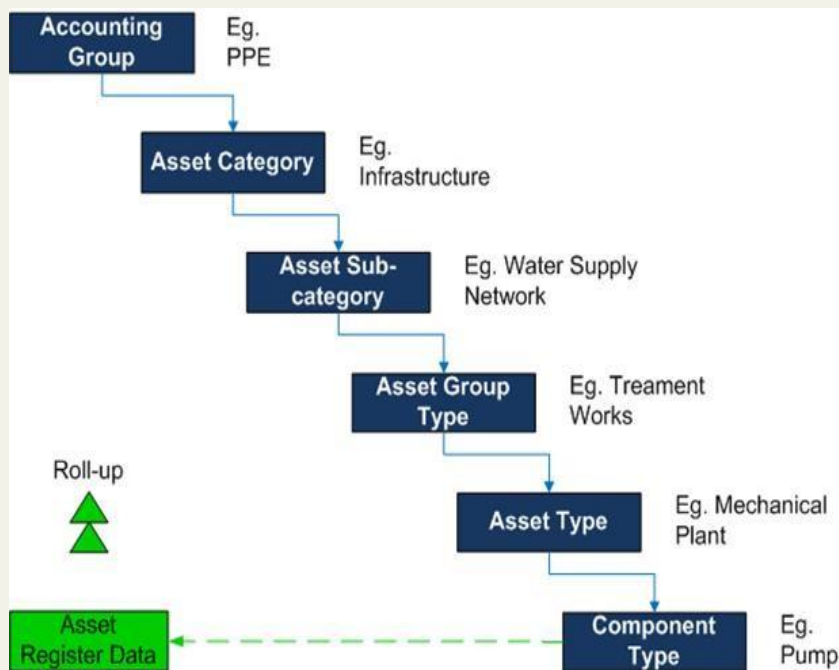 Accounting
Group
Eg.
PPE
Asset Category
Eg.
Infrastructure
Asset Sub-
category
Eg. Water Supply
Network
Asset Group
Type
Eg. Treament
Works
Roll-up
Asset Type
Eg. Mechanical
Plant
Asset
Register Data
Component
Type
Eg.
Pump